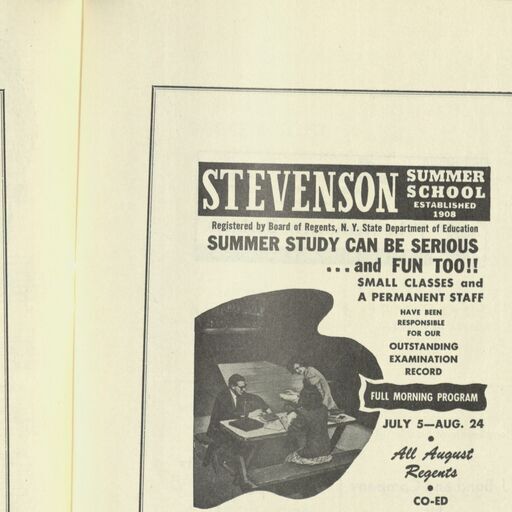 STEVENSON SUMMER SCHOOL
ESTABLISHED 1908
Registered by Board of Regents, N. Y. State Department of Education
SUMMER STUDY CAN BE SERIOUS
...and FUN TOO!!
SMALL CLASSES and
A PERMANENT STAFF
HAVE BEEN
RESPONSIBLE
FOR OUR
OUTSTANDING
EXAMINATION
RECORD
FULL MORNING PROGRAM
JULY 5—AUG. 24
•
All August
Regents
•
CO-ED